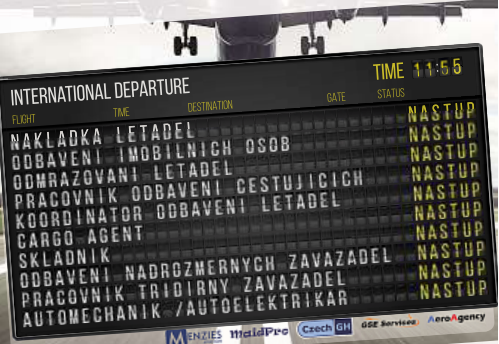 INTERNATIONAL DEPARTURE TIME 11:55
FLIGHT TIME DESTINATION GATE STATUS
NAKLADKA LETADEL NASTUP
ODBAVENI IMOBILNICH OSOB NASTUP
ODMRAZOVANI LETADEL NASTUP
PRACOVNIK ODBAVENI CESTUJICICH NASTUP
KOORDINATOR ODBAVENI LETADEL NASTUP
CARGO AGENT NASTUP
SKLADNIK NASTUP
ODBAVENI NADROZMERNYCH ZAVAZADEL NASTUP
PRACOVNIK TRIDIRNY ZAVAZADEL NASTUP
AUTOMECHANIK /AUTOELEKTRIKAR NASTUP
MENZIES MaidPro Czech GH GSE Services AeroAgency